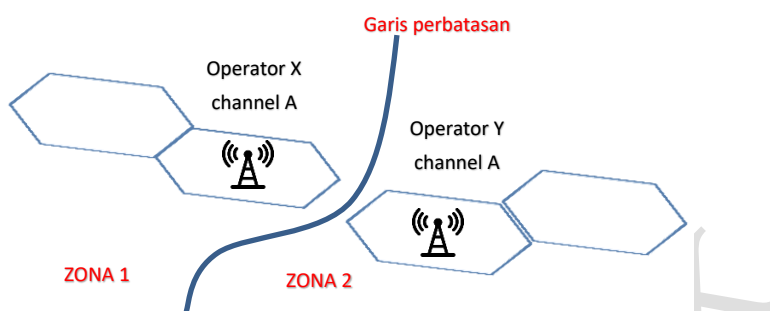 Garis perbatasan
Operator X
channel A
Operator Y
channel A
ZONA 1
ZONA 2